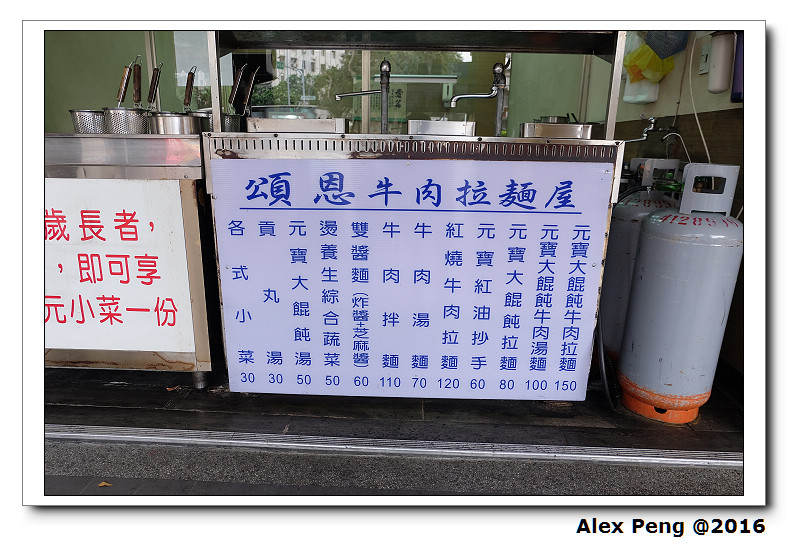 頌恩牛肉拉麵屋
元寶大餛飩牛肉拉麵 150
元寶大餛飩牛肉湯麵 100
元寶大餛飩拉麵 80
元寶紅油抄手 60
紅燒牛肉拉麵 120
牛肉湯麵 70
牛肉拌麵 110
雙醬麵(炸醬+芝麻醬) 60
燙養生綜合蔬菜 50
元寶大餛飩湯 50
貢丸湯 30
各式小菜 30
歲長者，
，即可享
元小菜一份
Alex Peng @2016